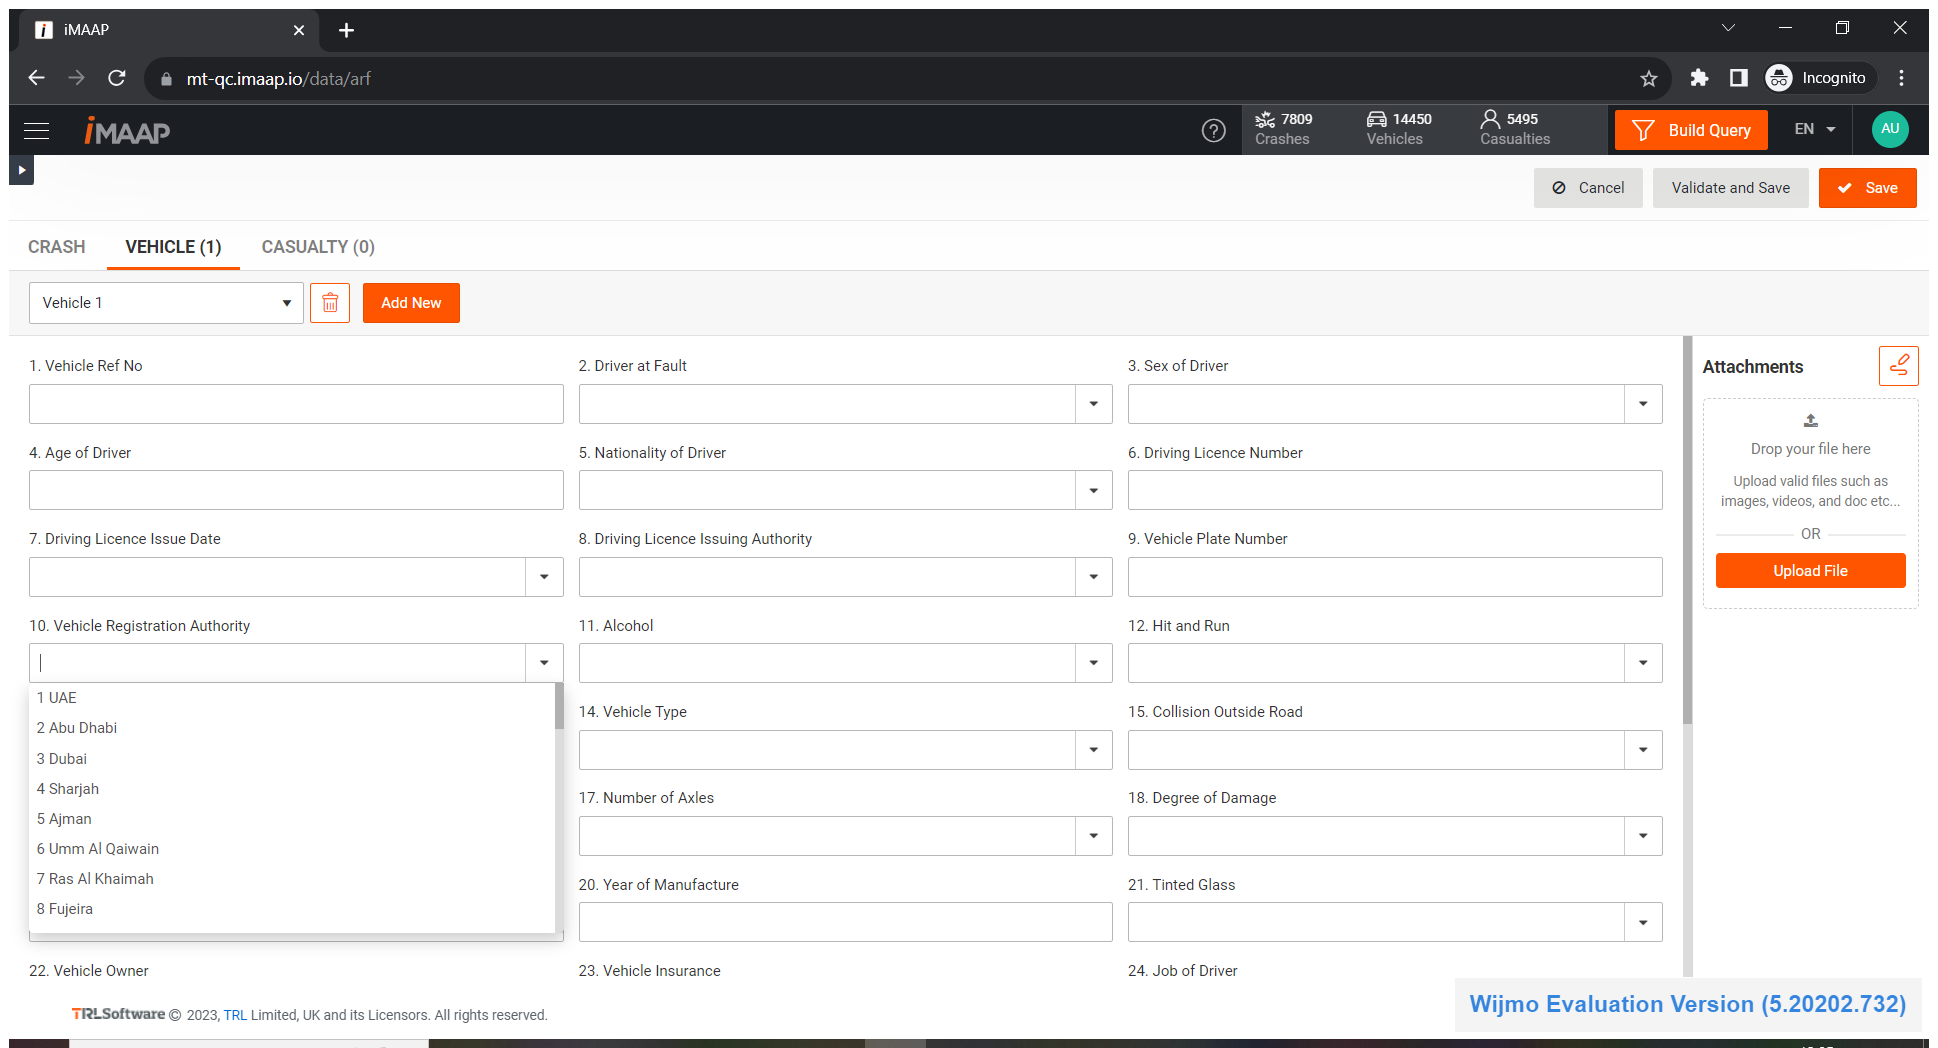 iMAAP
mt-qc.imaap.io/data/arf
Incognito
iMAAP
7809
Crashes
14450
Vehicles
5495
Casualties
Build Query
EN
AU
Cancel
Validate and Save
Save
CRASH
VEHICLE (1)
CASUALTY (0)
Vehicle 1
Add New
1. Vehicle Ref No
2. Driver at Fault
3. Sex of Driver
4. Age of Driver
5. Nationality of Driver
6. Driving Licence Number
7. Driving Licence Issue Date
8. Driving Licence Issuing Authority
9. Vehicle Plate Number
10. Vehicle Registration Authority
11. Alcohol
12. Hit and Run
1 UAE
2 Abu Dhabi
3 Dubai
4 Sharjah
5 Ajman
6 Umm Al Qaiwain
7 Ras Al Khaimah
8 Fujeira
14. Vehicle Type
15. Collision Outside Road
17. Number of Axles
18. Degree of Damage
20. Year of Manufacture
21. Tinted Glass
22. Vehicle Owner
23. Vehicle Insurance
24. Job of Driver
Attachments
Drop your file here
Upload valid files such as
images, videos, and doc etc...
OR
Upload File
TRLSoftware © 2023, TRL Limited, UK and its Licensors. All rights reserved.
Wijmo Evaluation Version (5.20202.732)